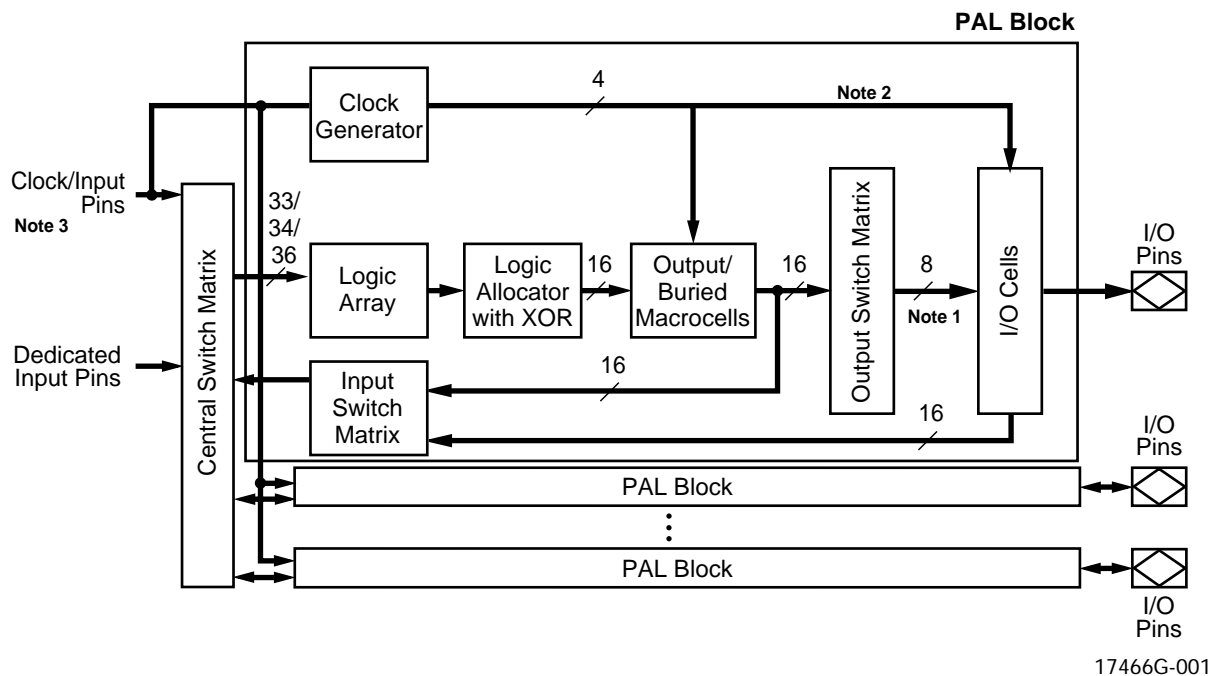 PAL Block
Clock
Generator
4
Note 2
Clock/Input
Pins
Note 3
33/
34/
36
Central Switch Matrix
Logic
Array
Logic
Allocator
with XOR
16
Output/
Buried
Macrocells
16
Output Switch Matrix
8
Note 1
I/O Cells
I/O
Pins
Dedicated
Input Pins
Input
Switch
Matrix
16
16
I/O
Pins
PAL Block
PAL Block
I/O
Pins
17466G-001